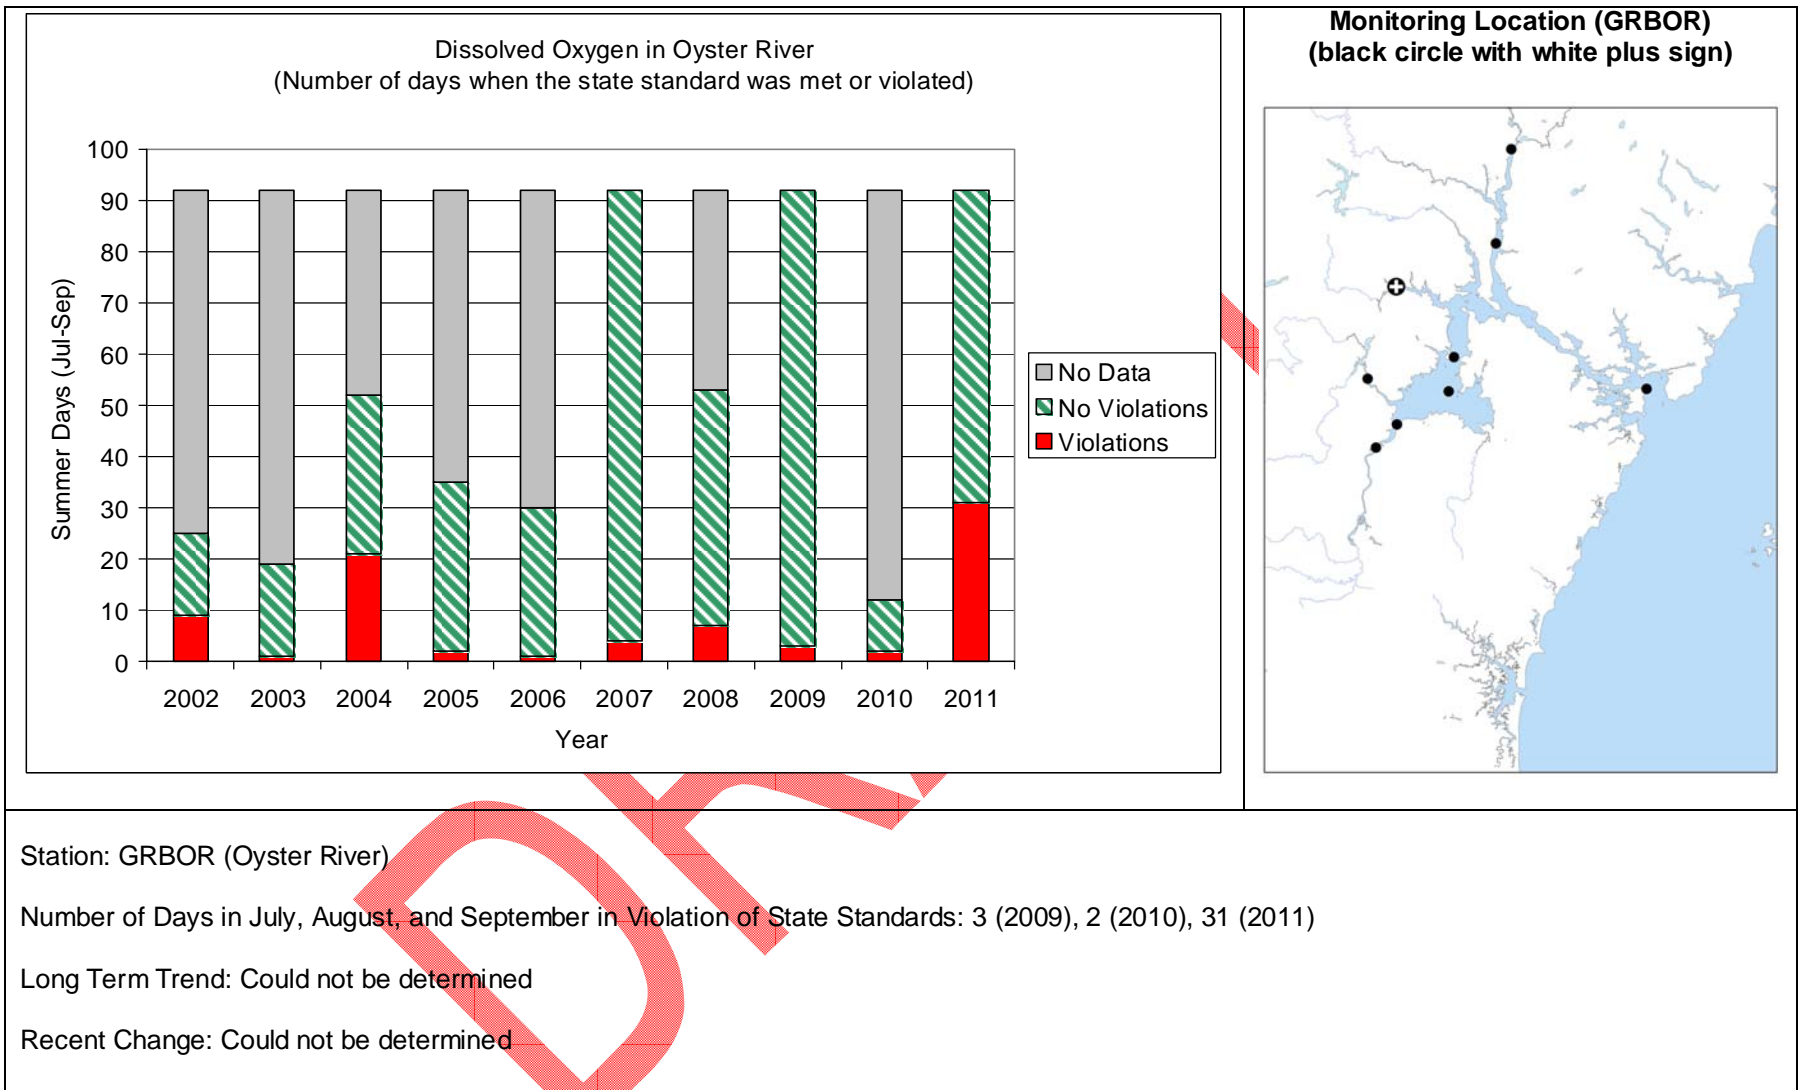 Dissolved Oxygen in Oyster River
(Number of days when the state standard was met or violated)
100
90
80
70
60
50
40
30
20
10
0
Summer Days (Jul-Sep)
2002 2003 2004 2005 2006 2007 2008 2009 2010 2011
Year
No Data
No Violations
Violations
Monitoring Location (GRBOR)
(black circle with white plus sign)
Station: GRBOR (Oyster River)
Number of Days in July, August, and September in Violation of State Standards: 3 (2009), 2 (2010), 31 (2011)
Long Term Trend: Could not be determined
Recent Change: Could not be determined